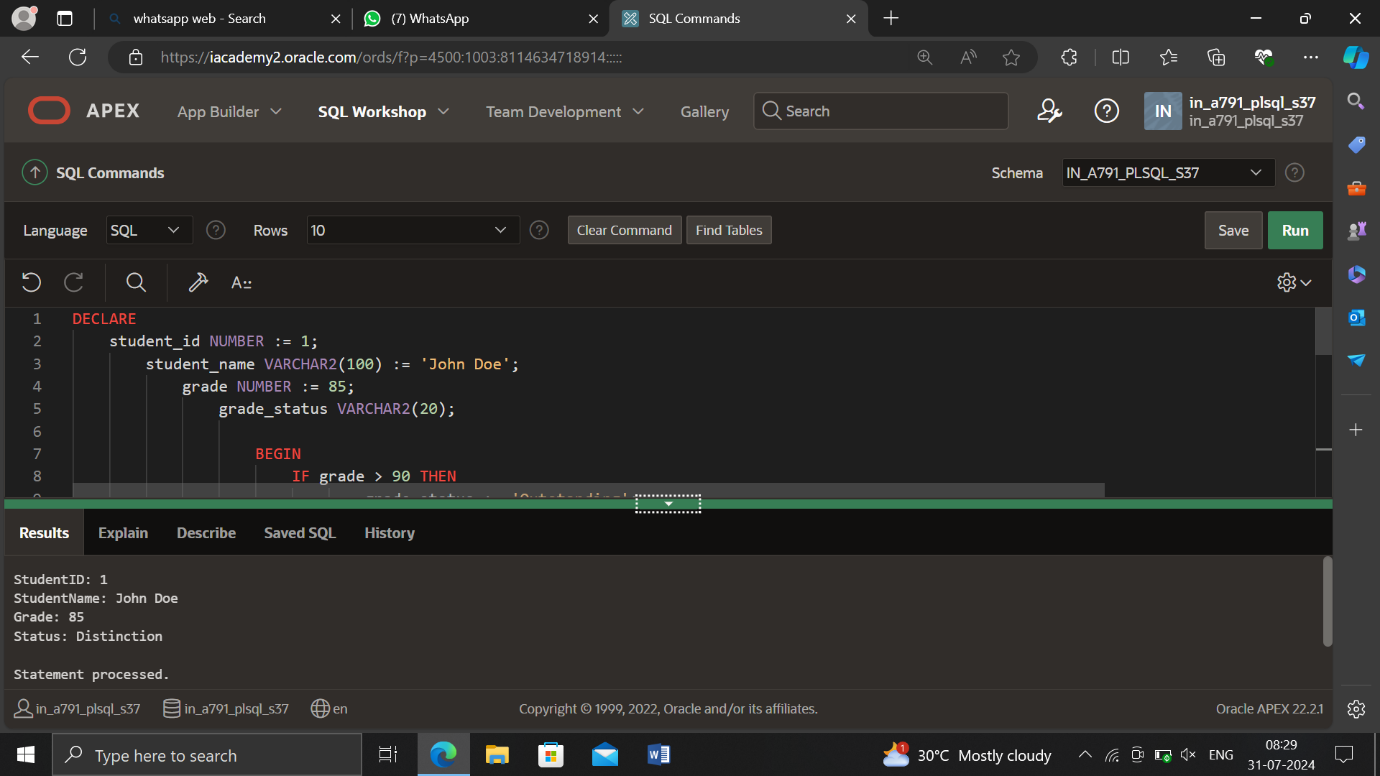 whatsapp web - Search
(7) WhatsApp
SQL Commands
https://iacademy2.oracle.com/ords/f?p=4500:1003:8114634718914:::::
APEX App Builder SQL Workshop Team Development Gallery Search IN in_a791_plsql_s37
in_a791_plsql_s37
SQL Commands Schema IN_A791_PLSQL_S37
Language SQL Rows 10 Clear Command Find Tables Save Run
1 DECLARE
2 student_id NUMBER := 1;
3 student_name VARCHAR2(100) := 'John Doe';
4 grade NUMBER := 85;
5 grade_status VARCHAR2(20);
6
7 BEGIN
8 IF grade > 90 THEN
Results Explain Describe Saved SQL History
StudentID: 1
StudentName: John Doe
Grade: 85
Status: Distinction
Statement processed.
in_a791_plsql_s37 in_a791_plsql_s37 en Copyright © 1999, 2022, Oracle and/or its affiliates. Oracle APEX 22.2.1
Type here to search 1 30°C Mostly cloudy ENG 08:29
31-07-2024